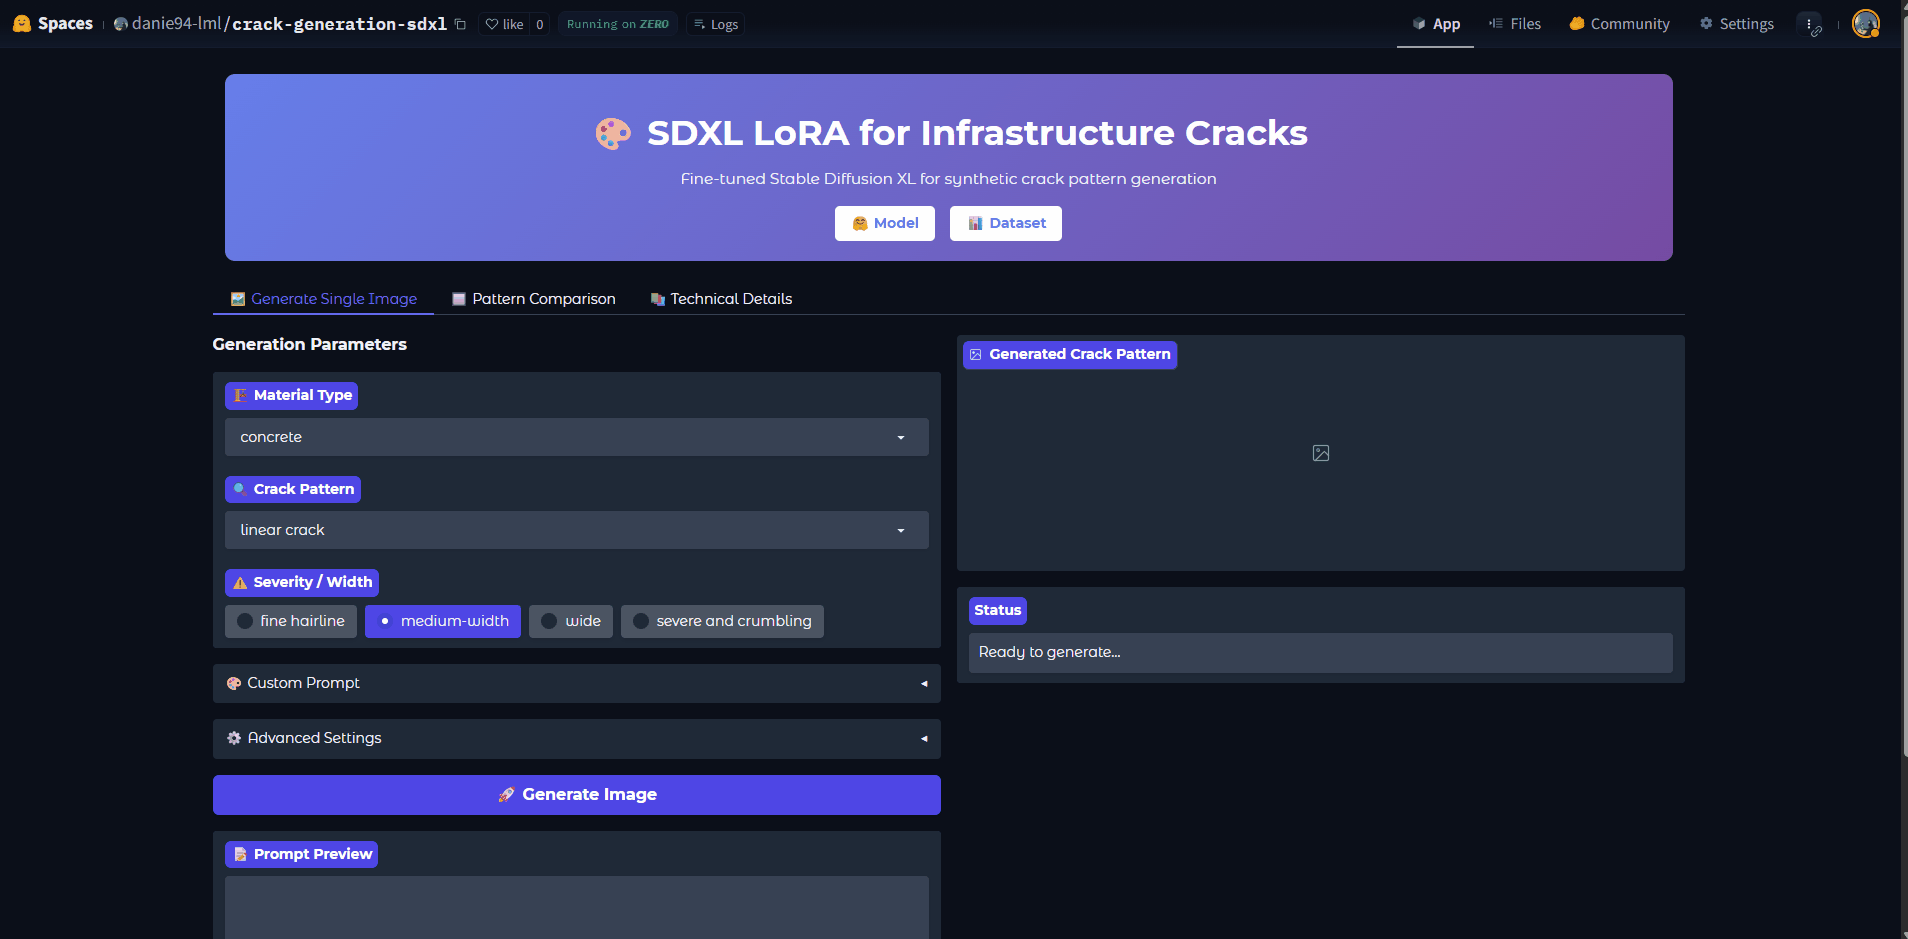 Spaces danie94-lml/crack-generation-sdxl like 0 Running on ZERO Logs App Files Community Settings
SDXL LoRA for Infrastructure Cracks
Fine-tuned Stable Diffusion XL for synthetic crack pattern generation
Model Dataset
Generate Single Image Pattern Comparison Technical Details
Generation Parameters
Material Type
concrete
Crack Pattern
linear crack
Severity / Width
fine hairline medium-width wide severe and crumbling
Custom Prompt
Advanced Settings
Generate Image
Prompt Preview
Generated Crack Pattern
Status
Ready to generate...